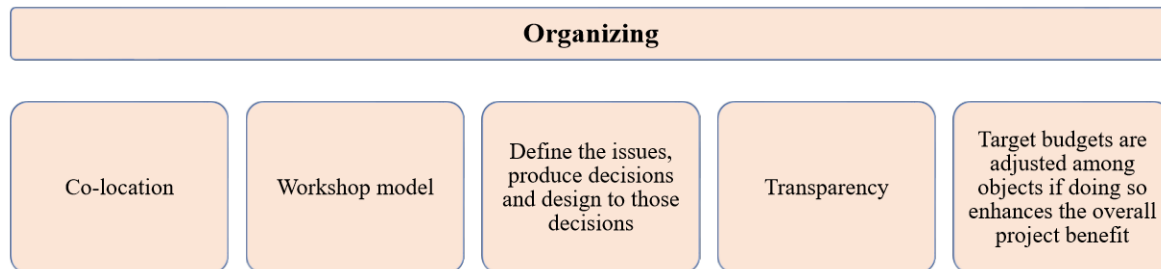 Organizing
Co-location
Workshop model
Define the issues,
produce decisions
and design to those
decisions
Transparency
Target budgets are
adjusted among
objects if doing so
enhances the overall
project benefit